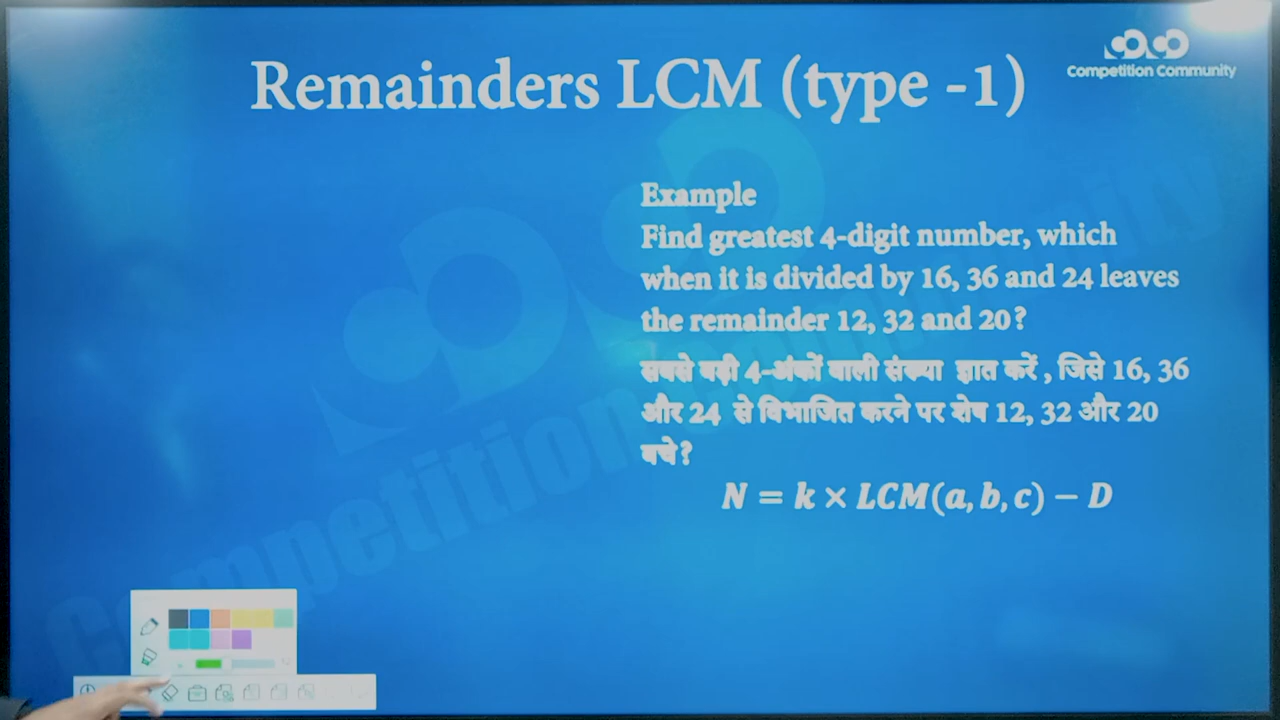 Remainders LCM (type -1)
Competition Community
Example
Find greatest 4-digit number, which
when it is divided by 16, 36 and 24 leaves
the remainder 12, 32 and 20?
सबसे बड़ी 4-अंकों वाली संख्या ज्ञात करें , जिसे 16, 36
और 24 से विभाजित करने पर शेष 12, 32 और 20
बचे?
N = k × LCM(a, b, c) − D
Competition Community